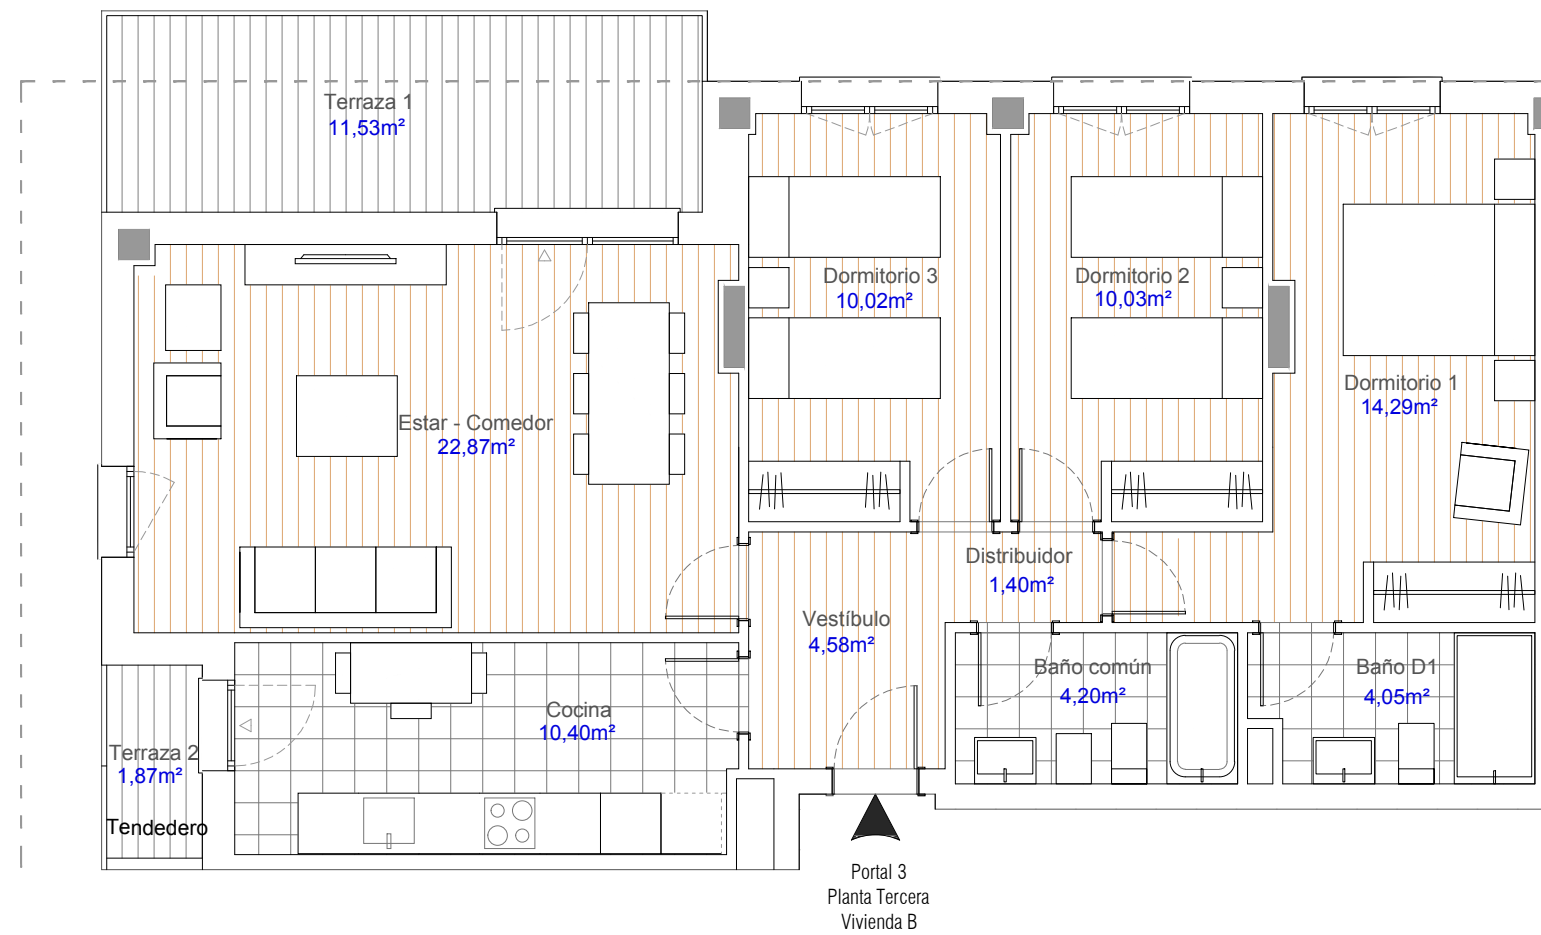 Terraza 1
11,53m²
Dormitorio 3
10,02m²
Dormitorio 2
10,03m²
Dormitorio 1
14,29m²
Estar - Comedor
22,87m²
Distribuidor
1,40m²
Vestíbulo
4,58m²
Baño común
4,20m²
Baño D1
4,05m²
Cocina
10,40m²
Terraza 2
1,87m²
Tendedero
Portal 3
Planta Tercera
Vivienda B